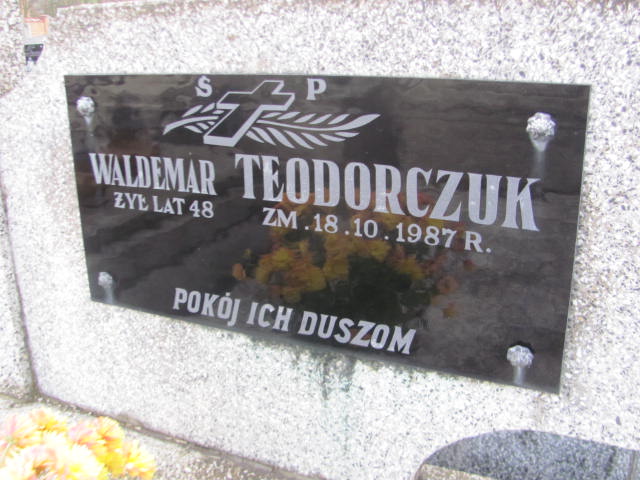 Ś P
WALDEMAR TEODORCZUK
ŻYŁ LAT 48 ZM. 18.10.1987 R.
POKÓJ ICH DUSZOM